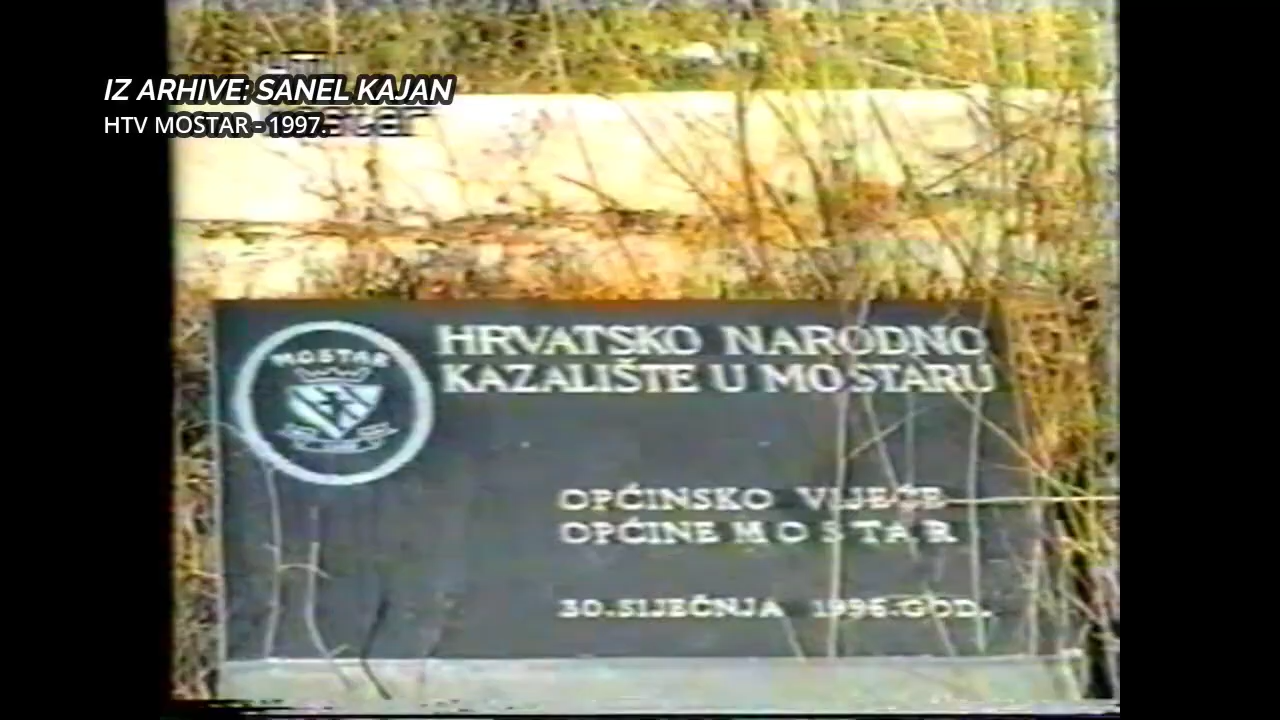 IZ ARHIVE: SANEL KAJAN
HTV MOSTAR - 1997.
MOSTAR
HRVATSKO NARODNO
KAZALIŠTE U MOSTARU
OPĆINSKO VIJEĆE
OPĆINE MOSTAR
30.SIJEČNJA 1996.GOD.